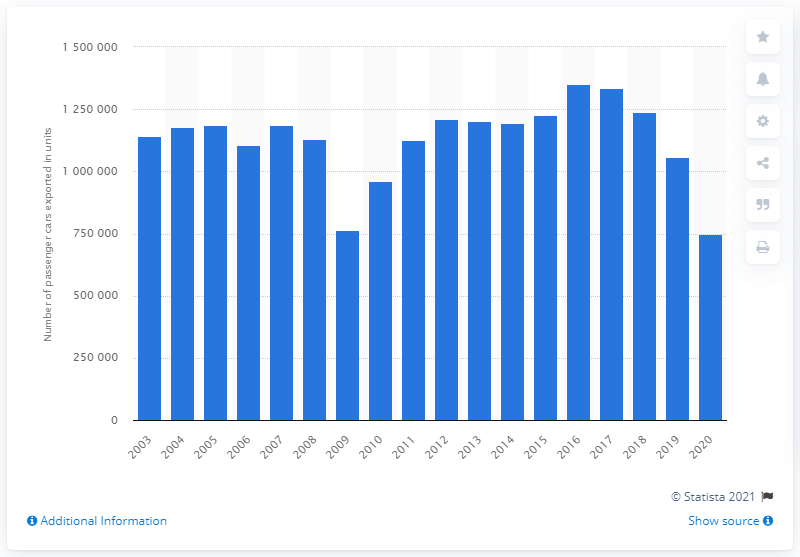 1 500 000
1 250 000
1 000 000
750 000
500 000
250 000
0
Number of passenger cars exported in units
2003 2004 2005 2006 2007 2008 2009 2010 2011 2012 2013 2014 2015 2016 2017 2018 2019 2020
© Statista 2021
Additional Information
Show source